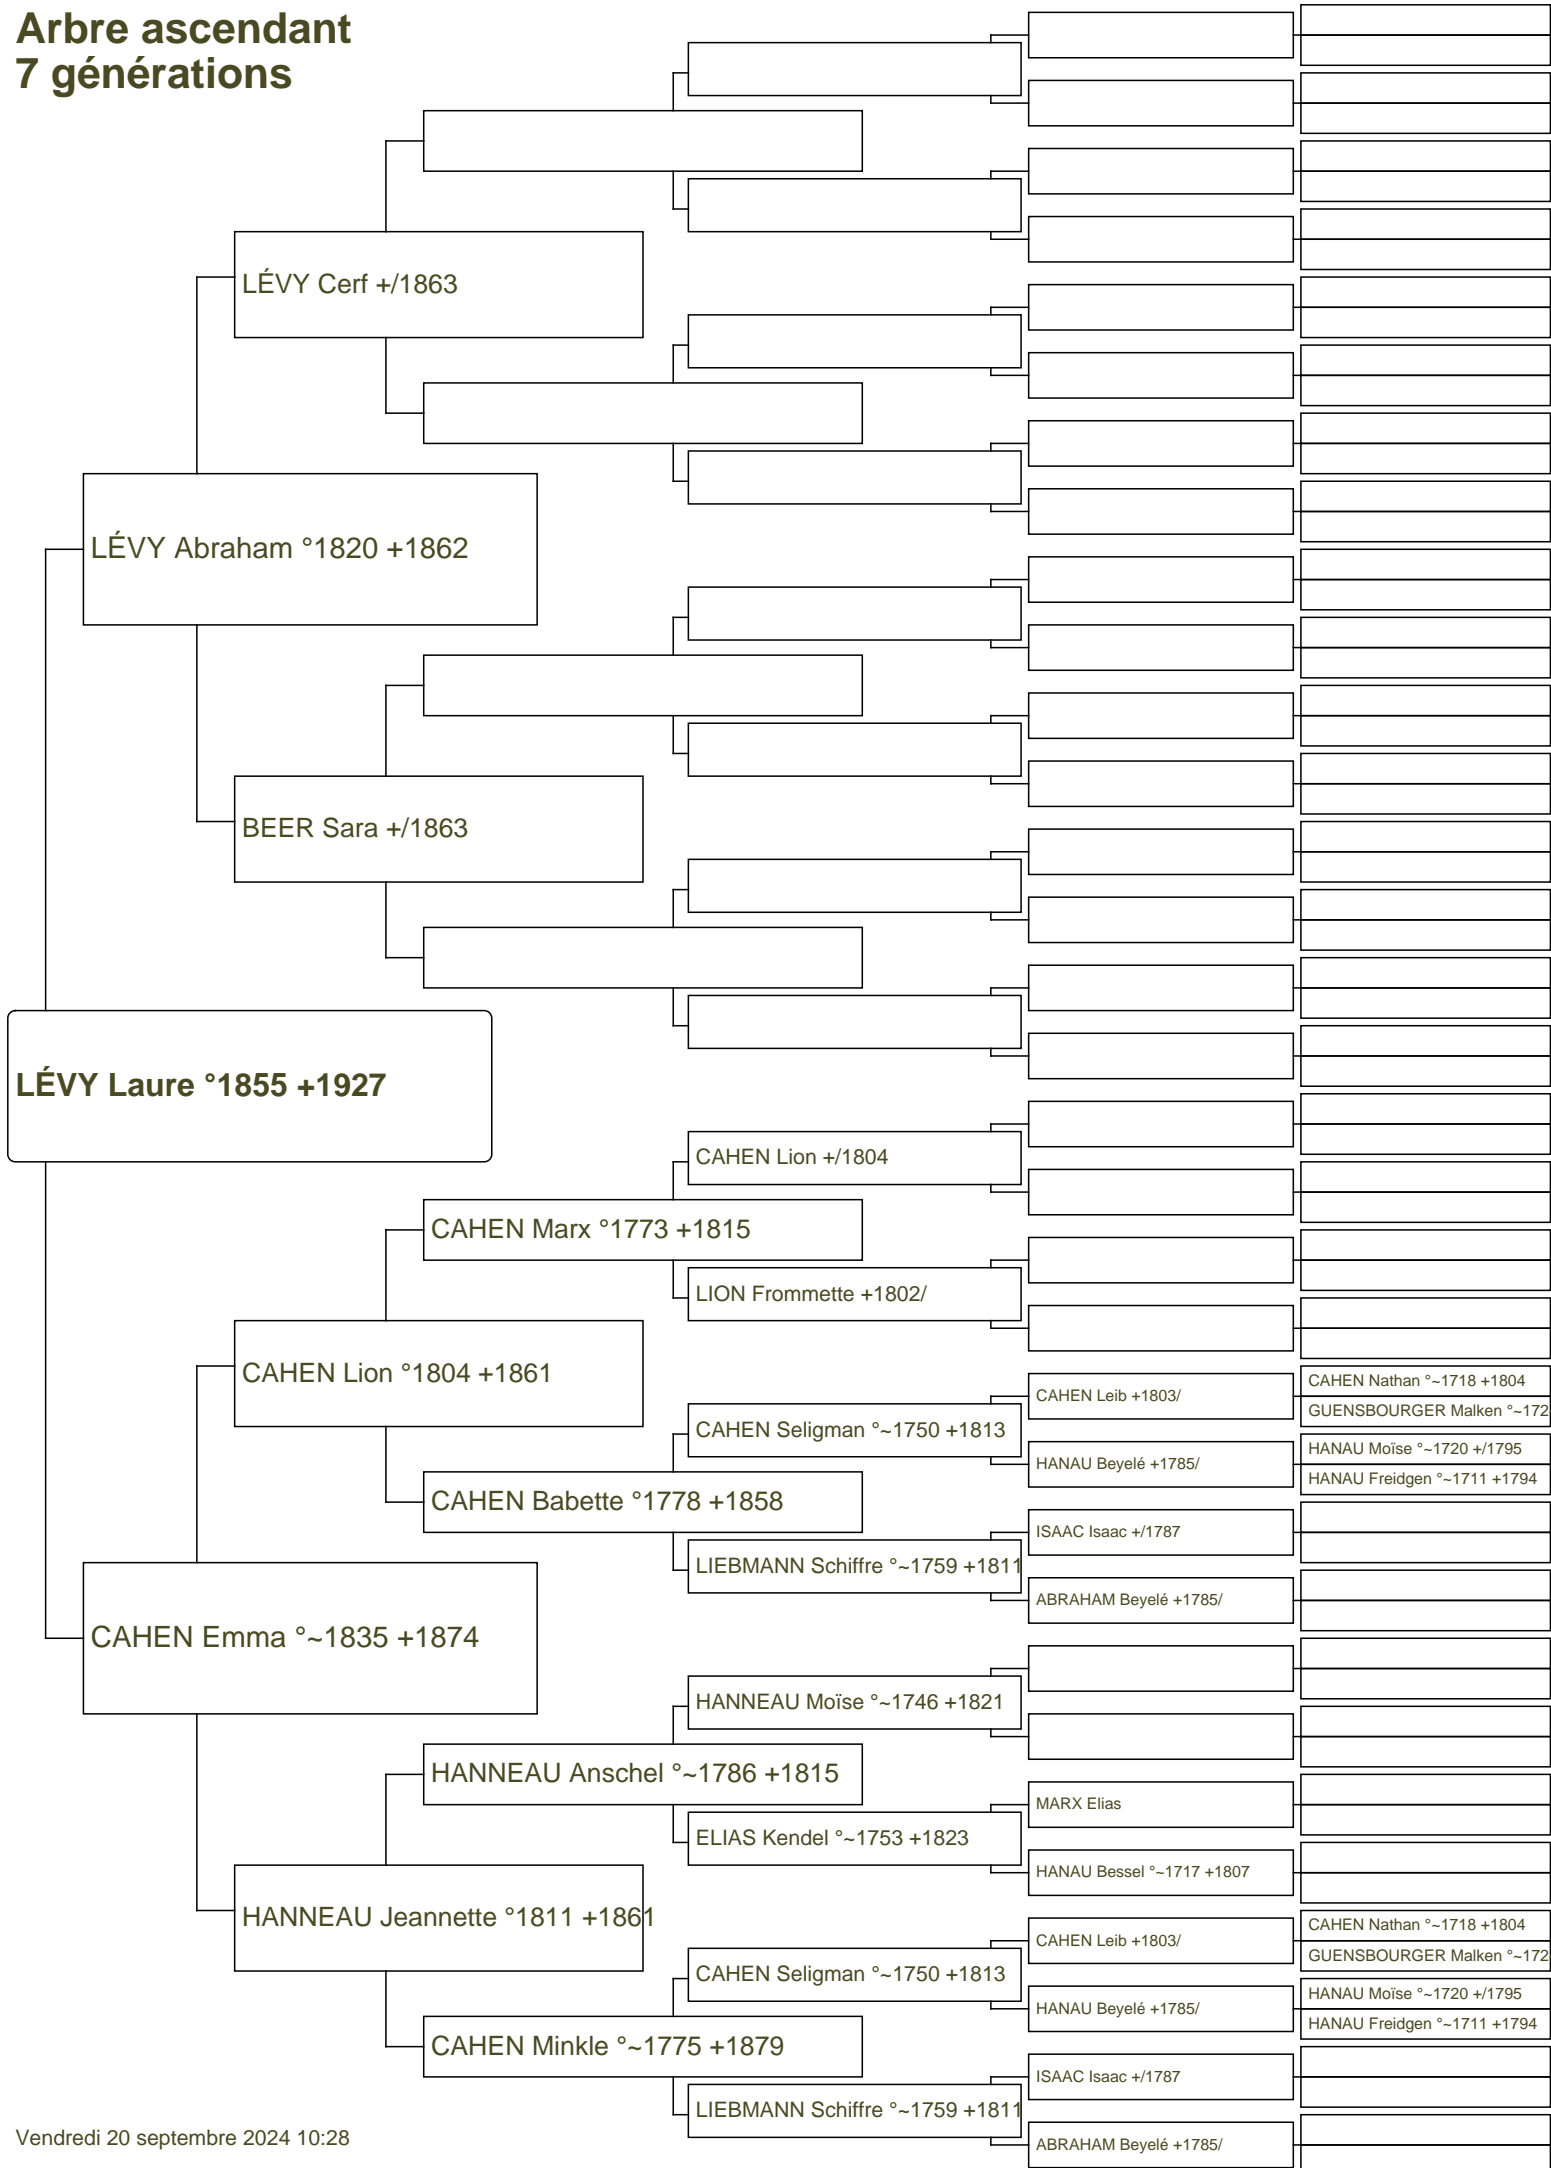 Arbre ascendant
7 générations
LÉVY Cerf +/1863
LÉVY Abraham °1820 +1862
BEER Sara +/1863
LÉVY Laure °1855 +1927
CAHEN Lion +/1804
CAHEN Marx °1773 +1815
LION Frommette +1802/
CAHEN Lion °1804 +1861
CAHEN Nathan °~1718 +1804
CAHEN Leib +1803/
GUENSBOURGER Malken °~172
CAHEN Seligman °~1750 +1813
HANAU Moïse °~1720 +/1795
HANAU Beyelé +1785/
HANAU Freidgen °~1711 +1794
CAHEN Babette °1778 +1858
ISAAC Isaac +/1787
LIEBMANN Schiffre °~1759 +1811
ABRAHAM Beyelé +1785/
CAHEN Emma °~1835 +1874
HANNEAU Moïse °~1746 +1821
HANNEAU Anschel °~1786 +1815
MARX Elias
ELIAS Kendel °~1753 +1823
HANAU Bessel °~1717 +1807
HANNEAU Jeannette °1811 +1861
CAHEN Nathan °~1718 +1804
CAHEN Leib +1803/
GUENSBOURGER Malken °~172
CAHEN Seligman °~1750 +1813
HANAU Moïse °~1720 +/1795
HANAU Beyelé +1785/
HANAU Freidgen °~1711 +1794
CAHEN Minkle °~1775 +1879
ISAAC Isaac +/1787
LIEBMANN Schiffre °~1759 +1811
ABRAHAM Beyelé +1785/
Vendredi 20 septembre 2024 10:28